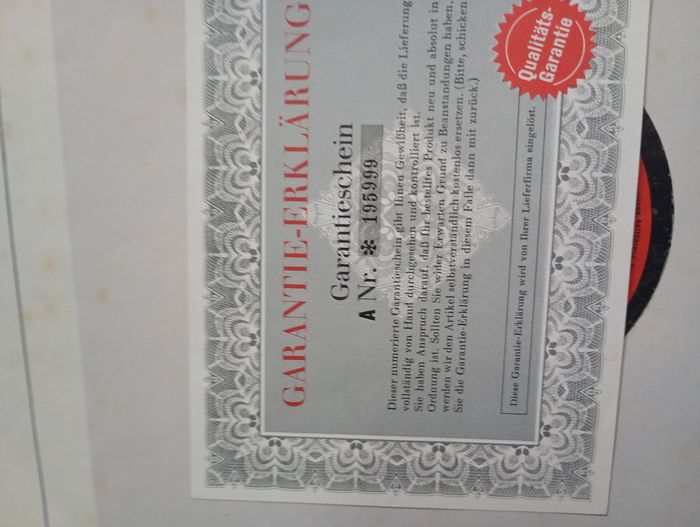 GARANTIE-ERKLÄRUNG
Garantieschein
A Nr. * 195999
Dieser numerierte Garantieschein gibt Ihnen Gewißheit, daß die Lieferung
vollständig von Hand durchgesehen und kontrolliert ist.
Sie haben Anspruch darauf, daß Ihr bestelltes Produkt neu und absolut in
Ordnung ist. Sollten Sie wider Erwarten Grund zu Beanstandungen haben,
werden wir den Artikel selbstverständlich kostenlos ersetzen. (Bitte, schicken
Sie die Garantie-Erklärung in diesem Falle dann mit zurück.)
Diese Garantie-Erklärung wird von Ihrer Lieferfirma eingelöst.
Qualitäts-
Garantie